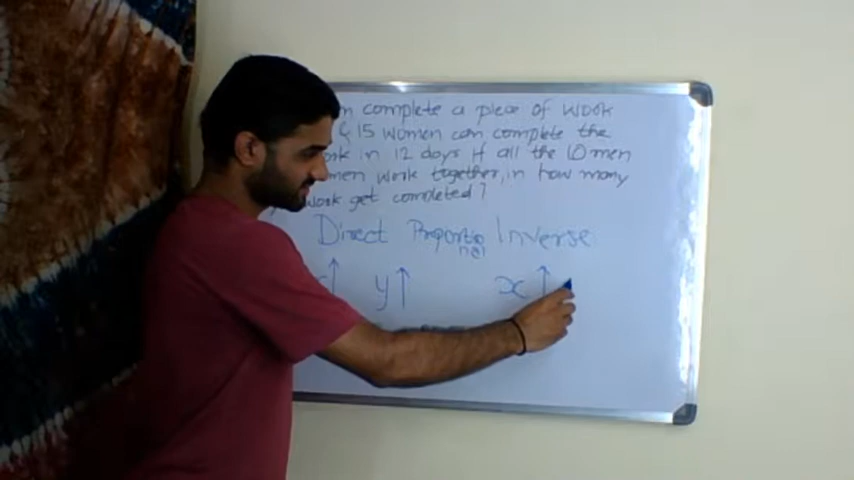 complete a piece of work
& 15 women can complete the
in 12 days if all the 10 men
men work together, in how many
work get completed?
Direct Proportional Inverse
y↑ x↑